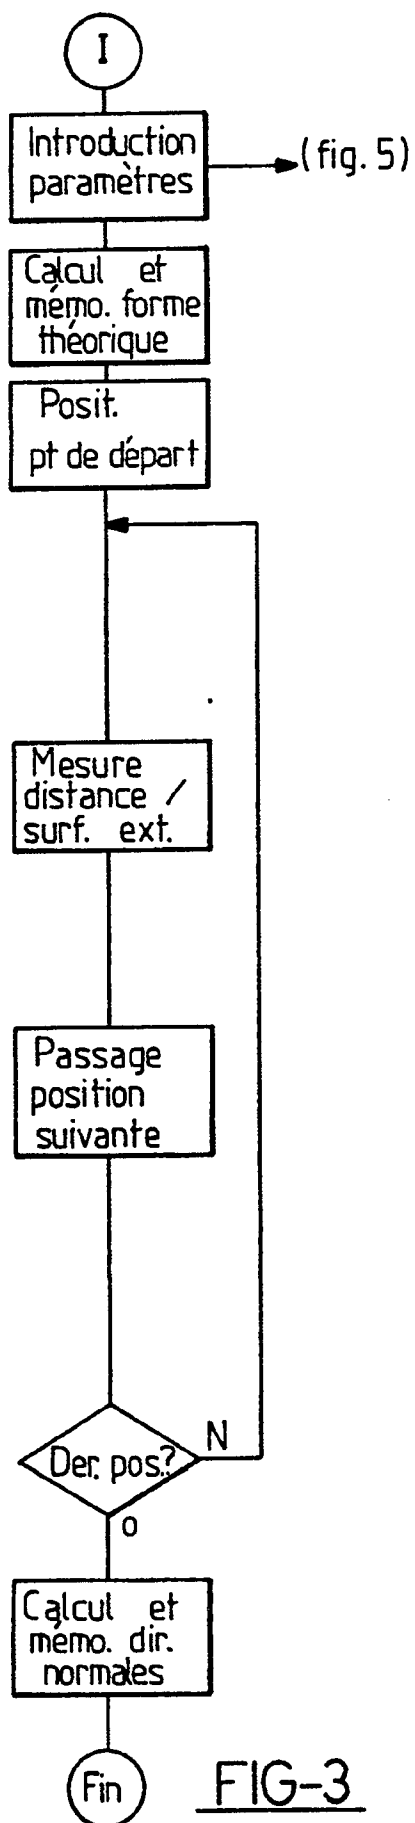 I
Introduction
paramètres
(fig. 5)
Calcul et
mémo. forme
théorique
Posit.
pt de départ
Mesure
distance /
surf. ext.
Passage
position
suivante
Der. pos.?
N
O
Calcul et
mémo. dir.
normales
Fin
FIG-3